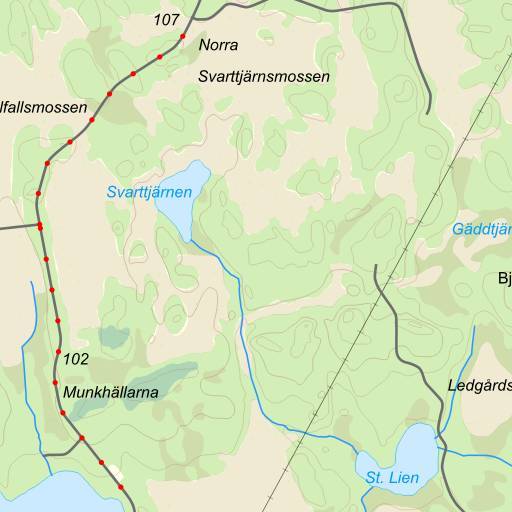 107
Norra
Svarttjärnsmossen
lfallsmossen
Svarttjärnen
Gäddtjär
Bj
102
Munkhällarna
Ledgårds
St. Lien